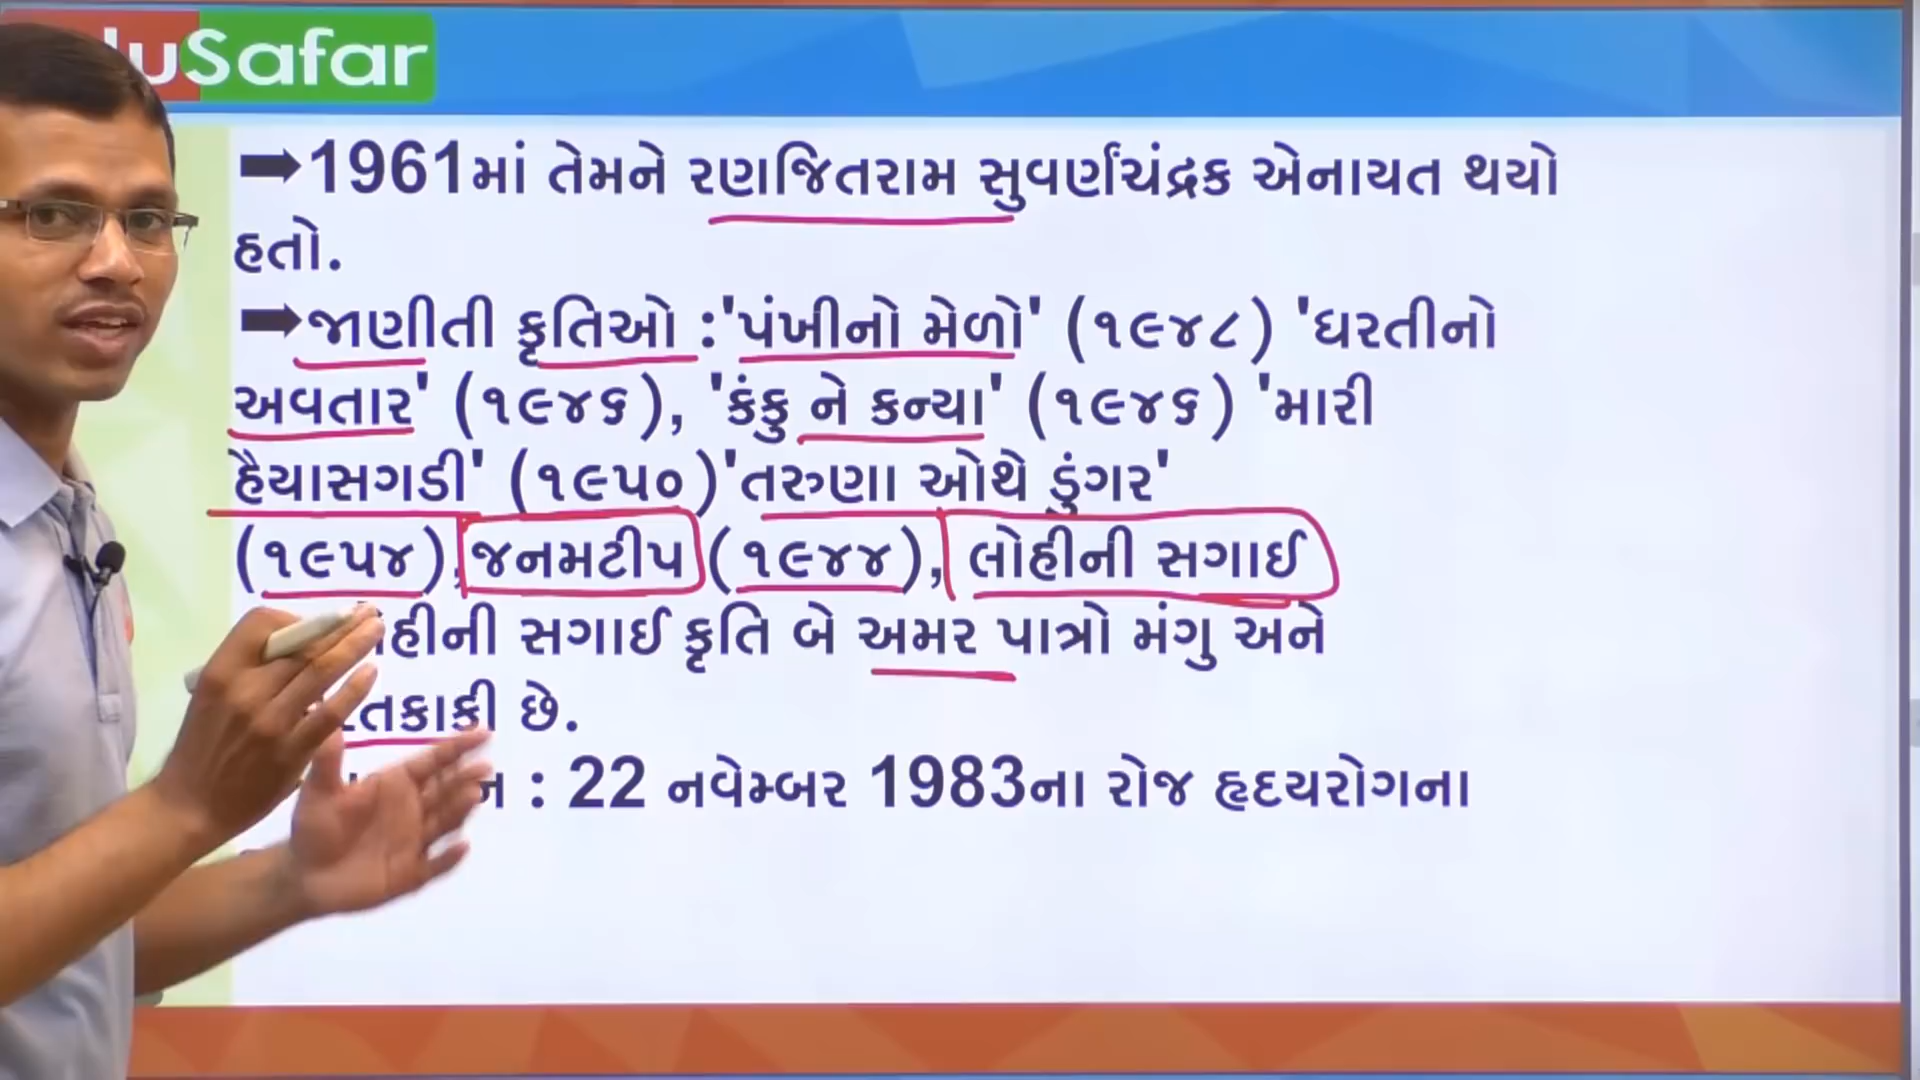 uSafar
➡1961માં તેમને રણજિતરામ સુવર્ણચંદ્રક એનાયત થયો
હતો.
➡જાણીતી કૃતિઓ :'પંખીનો મેળો' (૧૯૪૮) 'ધરતીનો
અવતાર' (૧૯૪૬), 'કંકુ ને કન્યા' (૧૯૪૬) 'મારી
હૈયાસગડી' (૧૯૫૦)'તરુણા ઓથે ડુંગર'
(૧૯૫૪), જનમટીપ (૧૯૪૪), લોહીની સગાઈ
સગાઈ કૃતિ બે અમર પાત્રો મંગુ અને
છે.
: 22 નવેમ્બર 1983ના રોજ હૃદયરોગના